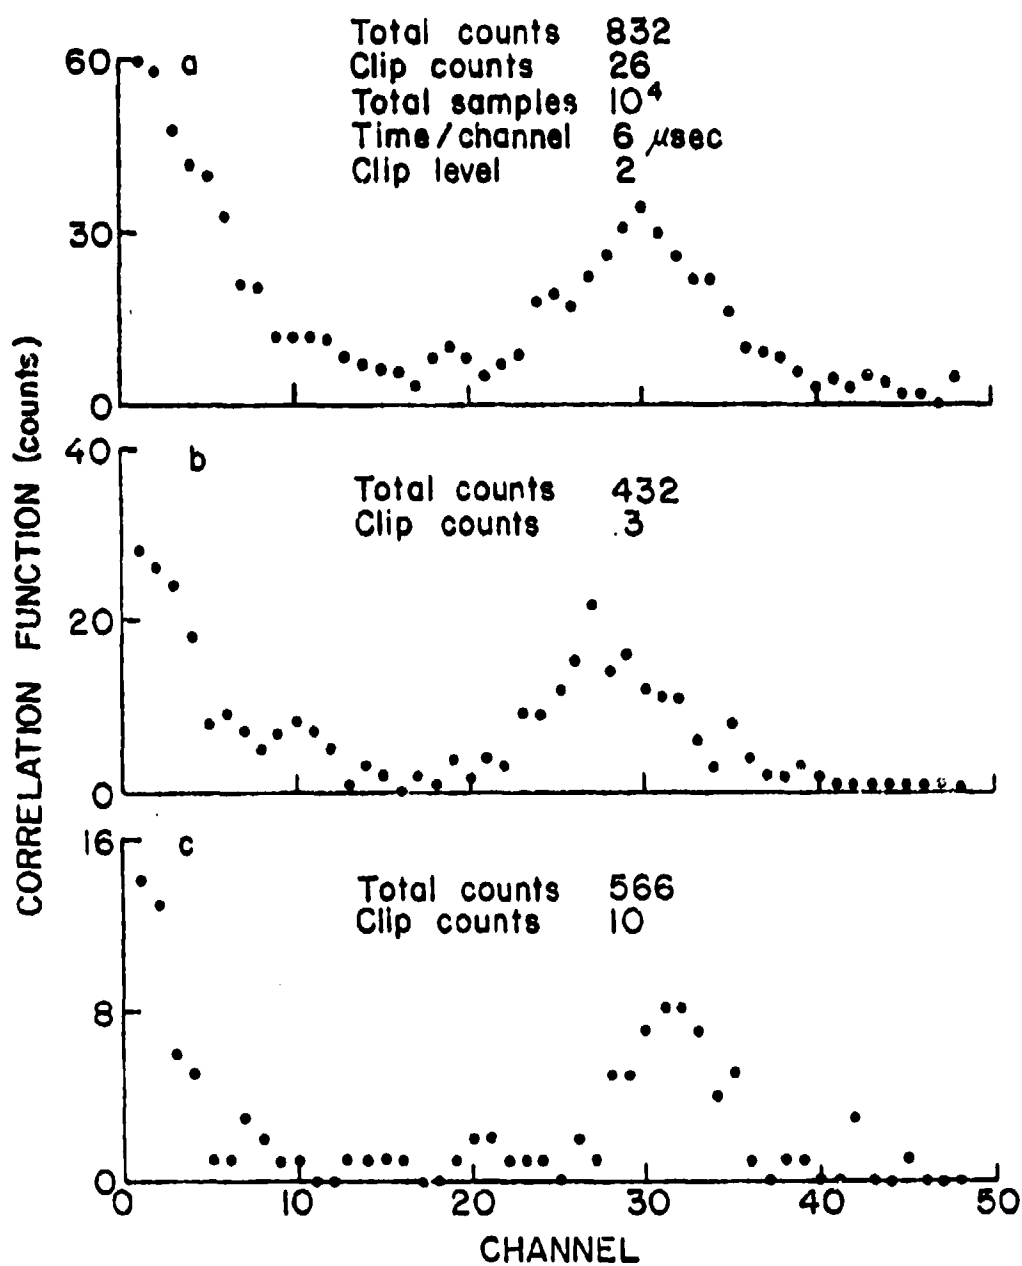 Total counts 832
Clip counts 26
Total samples 10⁴
Time/channel 6 μsec
Clip level 2
a
60
30
0
b
Total counts 432
Clip counts 3
40
20
0
c
Total counts 566
Clip counts 10
16
8
0
0 10 20 30 40 50
CHANNEL
CORRELATION FUNCTION (counts)